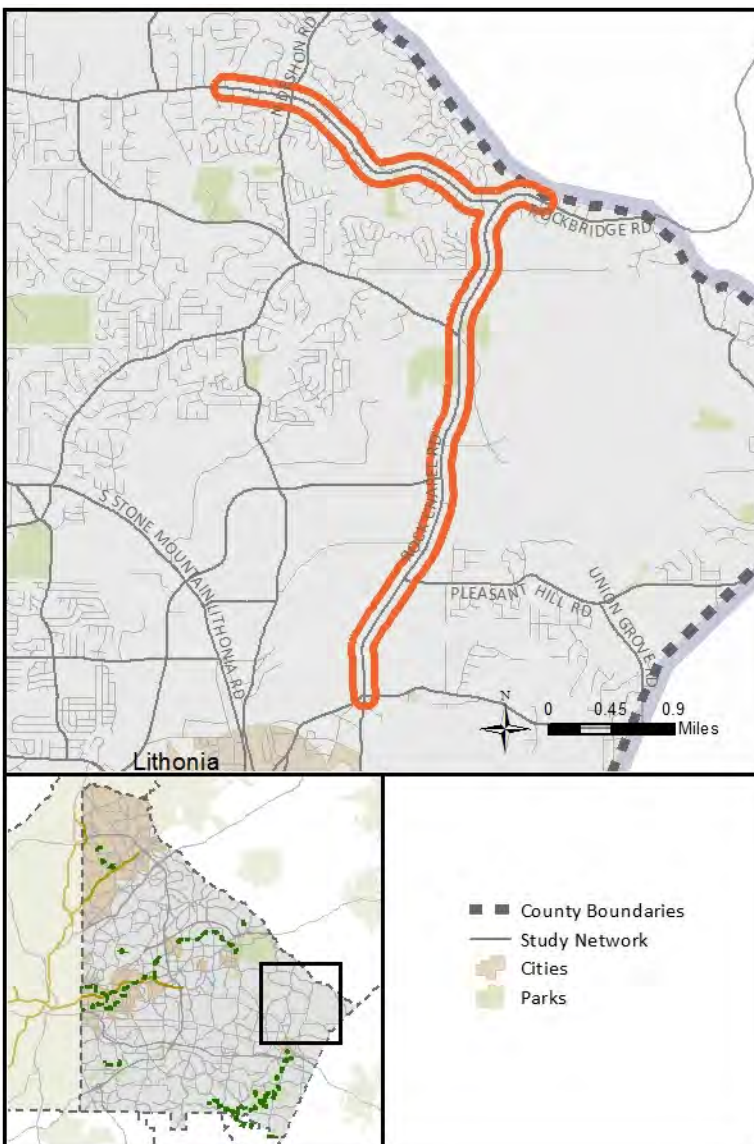 N DESHON RD
ROCKBRIDGE RD
ROCK CHAPEL RD
S STONE MOUNTAIN LITHONIA RD
PLEASANT HILL RD
UNION GROVE RD
N
0 0.45 0.9
Miles
Lithonia
County Boundaries
Study Network
Cities
Parks